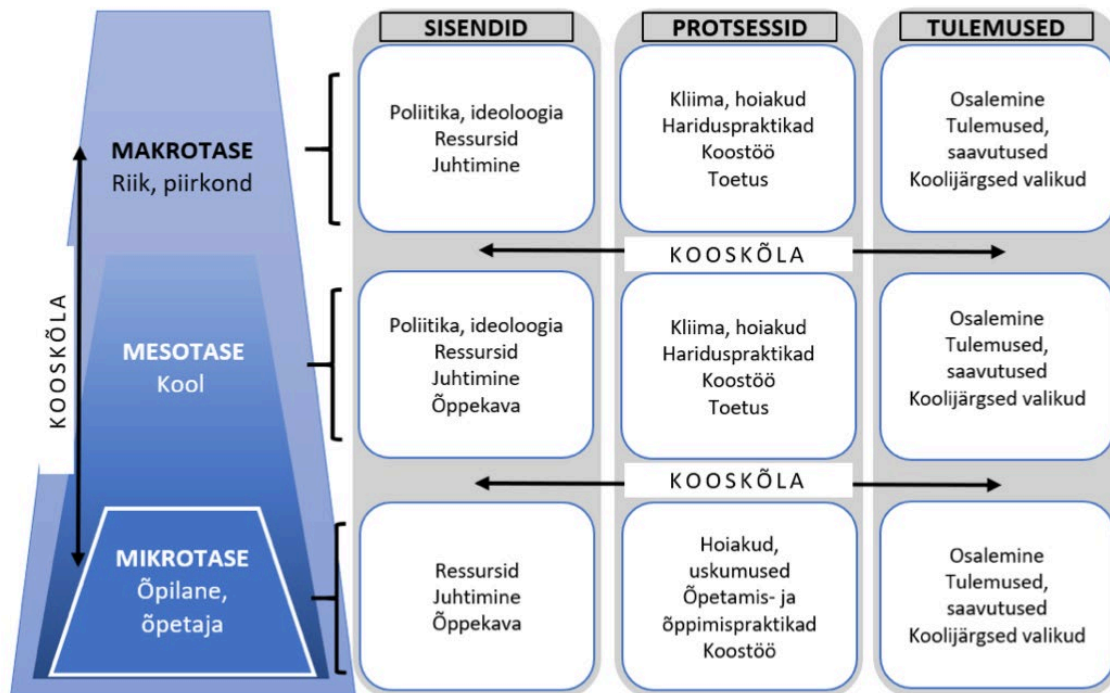 SISENDID
PROTSESSID
TULEMUSED
MAKROTASE
Riik, piirkond
Poliitika, ideoloogia
Ressursid
Juhtimine
Kliima, hoiakud
Hariduspraktikad
Koostöö
Toetus
Osalemine
Tulemused,
saavutused
Koolijärgsed valikud
KOOSKÕLA
KOOSKÕLA
MESOTASE
Kool
Poliitika, ideoloogia
Ressursid
Juhtimine
Õppekava
Kliima, hoiakud
Hariduspraktikad
Koostöö
Toetus
Osalemine
Tulemused,
saavutused
Koolijärgsed valikud
KOOSKÕLA
MIKROTASE
Õpilane,
õpetaja
Ressursid
Juhtimine
Õppekava
Hoiakud,
uskumused
Õpetamis- ja
õppimispraktikad
Koostöö
Osalemine
Tulemused,
saavutused
Koolijärgsed valikud